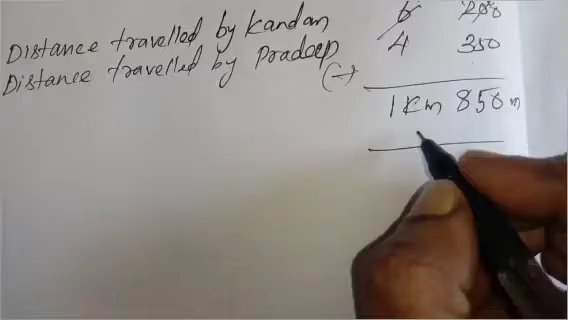 Distance travelled by Kandan 6 200
Distance travelled by Pradeep 4 350
(-)
1 Km 850 m